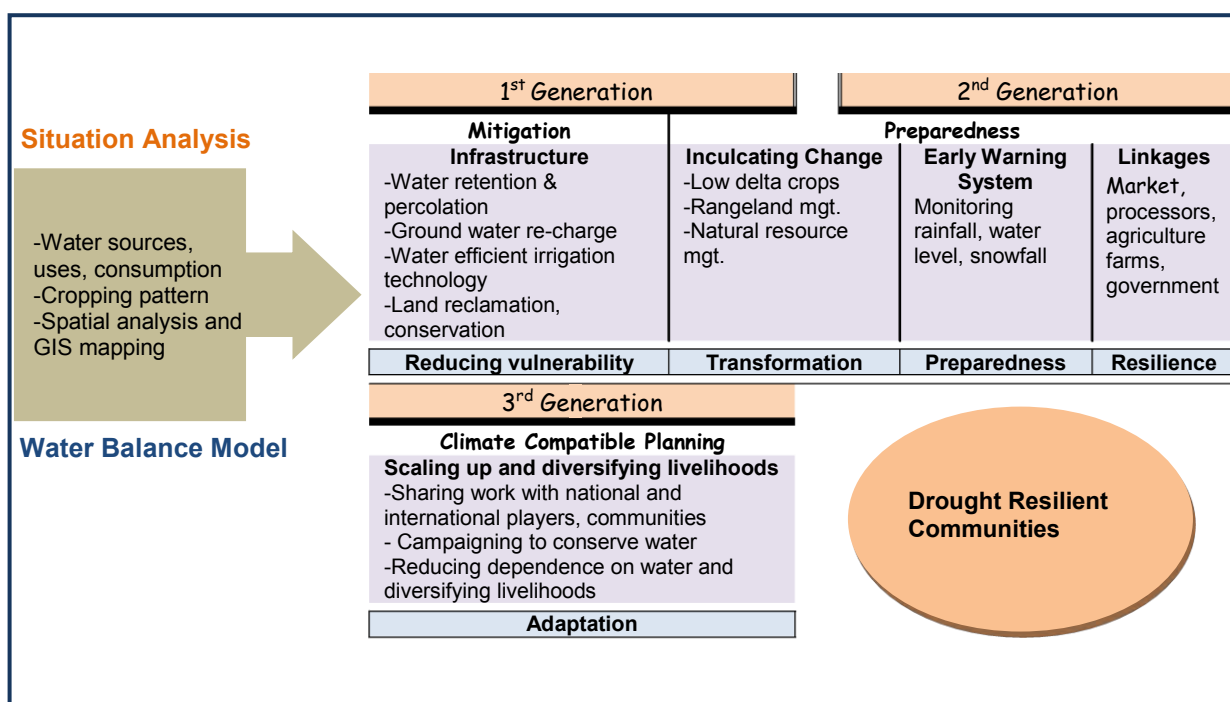 Situation Analysis
-Water sources,
uses, consumption
-Cropping pattern
-Spatial analysis and
GIS mapping
Water Balance Model
1st Generation
2nd Generation
Mitigation
Preparedness
Infrastructure
-Water retention &
percolation
-Ground water re-charge
-Water efficient irrigation
technology
-Land reclamation,
conservation
Reducing vulnerability
Inculcating Change
-Low delta crops
-Rangeland mgt.
-Natural resource
mgt.
Transformation
Early Warning
System
Monitoring
rainfall, water
level, snowfall
Preparedness
Linkages
Market,
processors,
agriculture
farms,
government
Resilience
3rd Generation
Climate Compatible Planning
Scaling up and diversifying livelihoods
-Sharing work with national and
international players, communities
- Campaigning to conserve water
-Reducing dependence on water and
diversifying livelihoods
Adaptation
Drought Resilient
Communities